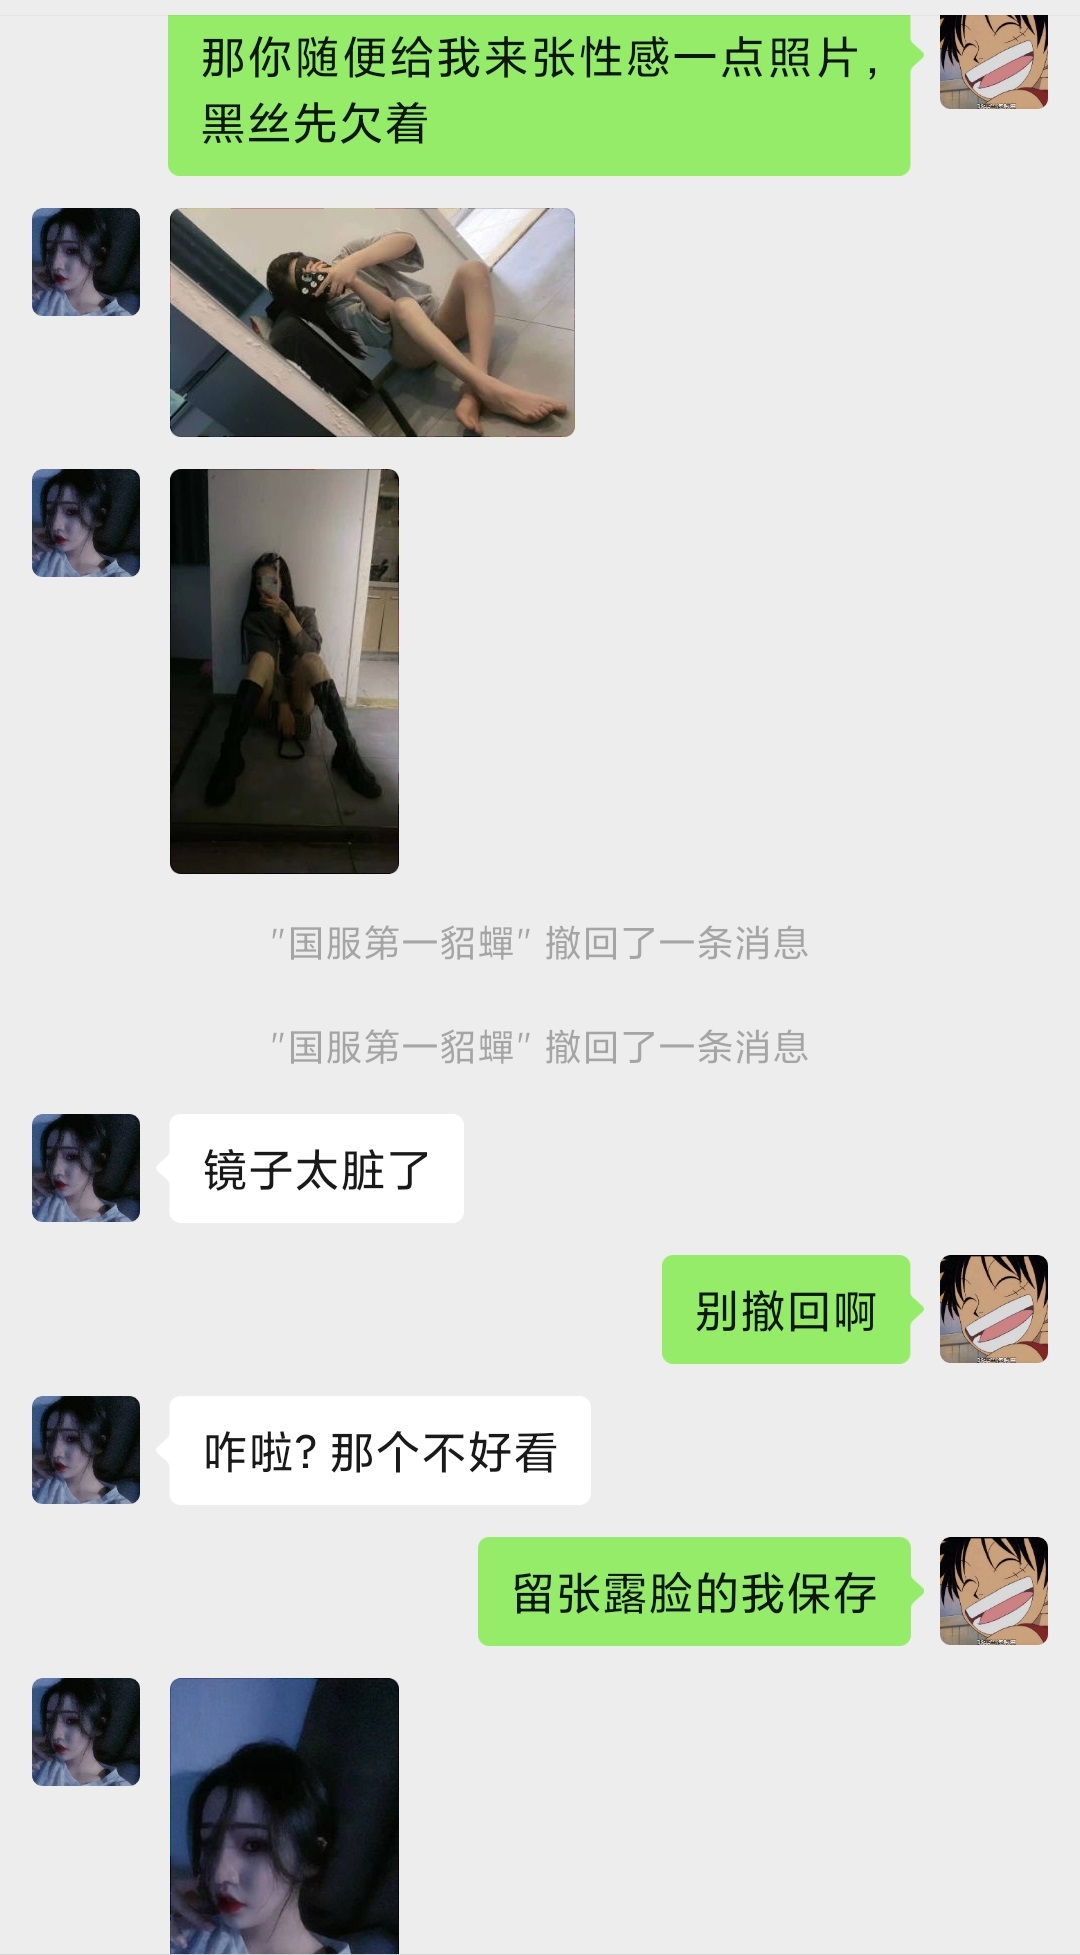 那你随便给我来张性感一点照片，
黑丝先欠着
"国服第一貂蟬" 撤回了一条消息
"国服第一貂蟬" 撤回了一条消息
镜子太脏了
别撤回啊
咋啦? 那个不好看
留张露脸的我保存